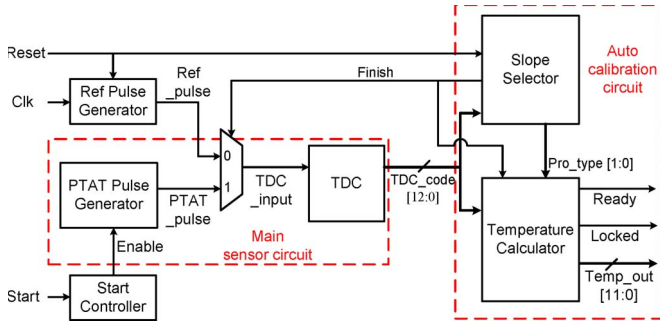 Reset
Clk
Ref Pulse
Generator
Ref
_pulse
Finish
Slope
Selector
Auto
calibration
circuit
PTAT Pulse
Generator
PTAT
_pulse
0
1
TDC
_input
TDC
TDC_code
[12:0]
Pro_type [1:0]
Temperature
Calculator
Ready
Locked
Temp_out
[11:0]
Main
sensor circuit
Enable
Start
Start
Controller